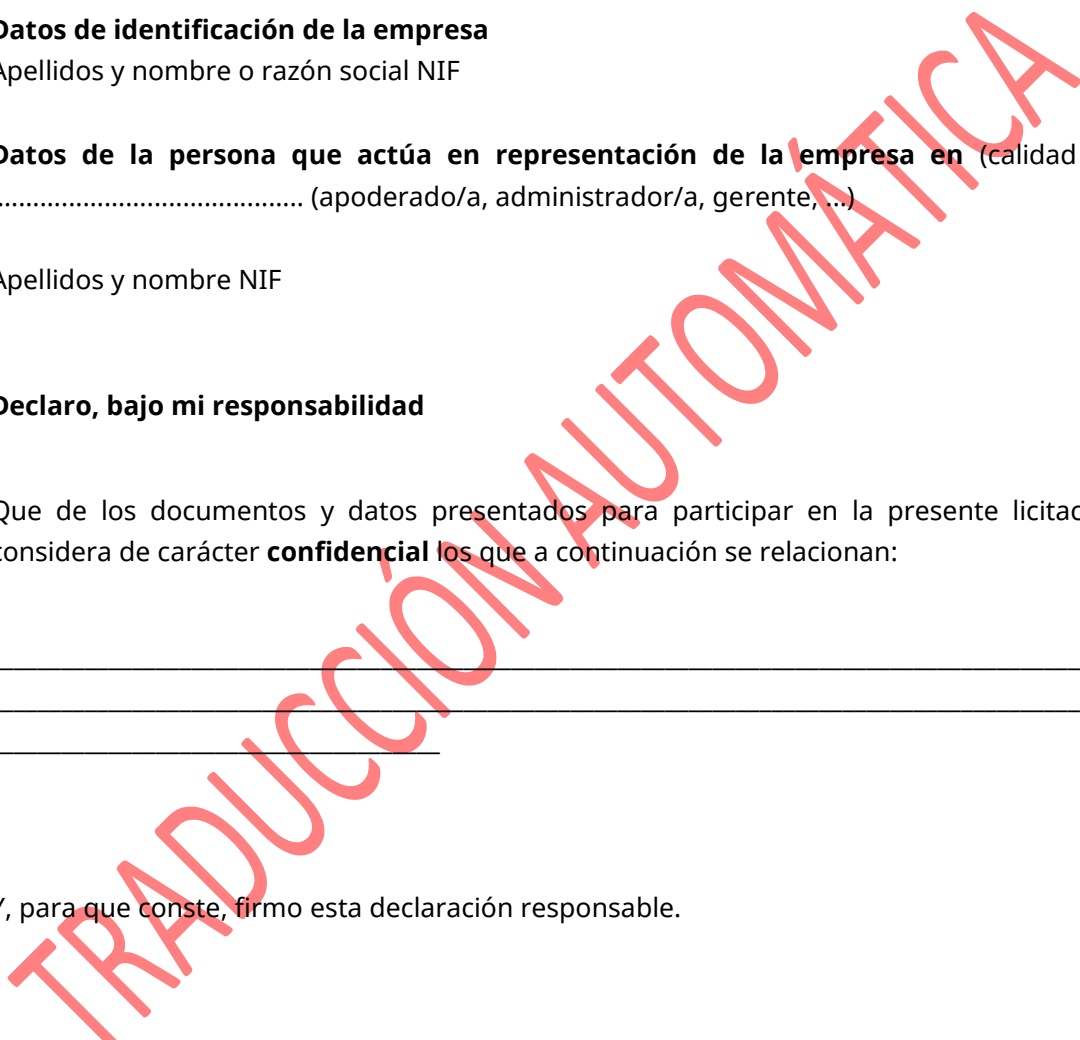 Datos de identificación de la empresa
Apellidos y nombre o razón social NIF
Datos de la persona que actúa en representación de la empresa en (calidad
........................................ (apoderado/a, administrador/a, gerente, ...)
Apellidos y nombre NIF
Declaro, bajo mi responsabilidad
Que de los documentos y datos presentados para participar en la presente licitac
considera de carácter confidencial los que a continuación se relacionan:
Y, para que conste, firmo esta declaración responsable.
TRADUCCIÓN AUTOMÁTICA